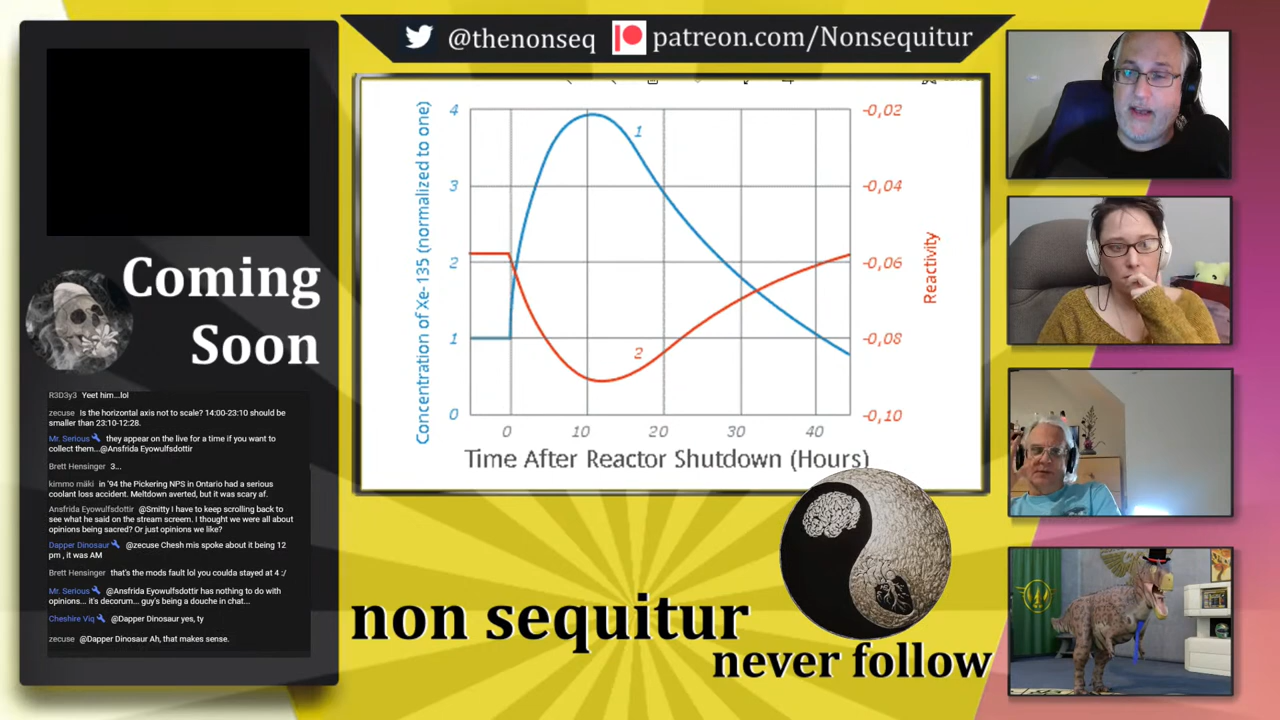 @thenonseq patreon.com/Nonsequitur
Coming
Soon
R3D3y3 Yeet him...lol
zecuse Is the horizontal axis not to scale? 14:00-23:10 should be
smaller than 23:10-12:28.
Mr. Serious they appear on the live for a time if you want to
collect them...@Ansfrida Eyowulfsdottir
Brett Hensinger 3...
kimmo mäki in '94 the Pickering NPS in Ontario had a serious
coolant loss accident. Meltdown averted, but it was scary af.
Ansfrida Eyowulfsdottir @Smitty I have to keep scrolling back to
see what he said on the stream screem. I thought we were all about
opinions being sacred? Or just opinions we like?
Dapper Dinosaur @zecuse Chesh mis spoke about it being 12
pm , it was AM
Brett Hensinger that's the mods fault lol you coulda stayed at 4 :/
Mr. Serious @Ansfrida Eyowulfsdottir has nothing to do with
opinions... it's decorum... guy's being a douche in chat...
Cheshire Viq @Dapper Dinosaur yes, ty
zecuse @Dapper Dinosaur Ah, that makes sense.
Concentration of Xe-135 (normalized to one)
4
3
2
1
0
1
2
-0,02
-0,04
-0,06
-0,08
-0,10
Reactivity
0 10 20 30 40
Time After Reactor Shutdown (Hours)
non sequitur
never follow